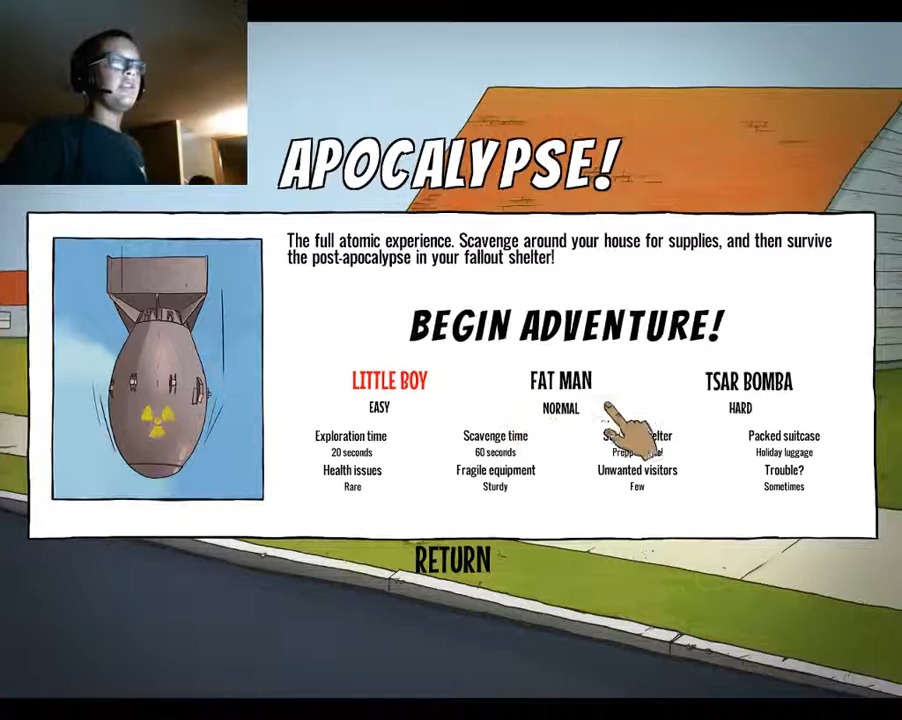 APOCALYPSE!
The full atomic experience. Scavenge around your house for supplies, and then survive
the post-apocalypse in your fallout shelter!
BEGIN ADVENTURE!
LITTLE BOY FAT MAN TSAR BOMBA
EASY NORMAL HARD
Exploration time Scavenge time Packed suitcase
20 seconds 60 seconds Holiday luggage
Health issues Fragile equipment Unwanted visitors Trouble?
Rare Sturdy Few Sometimes
RETURN